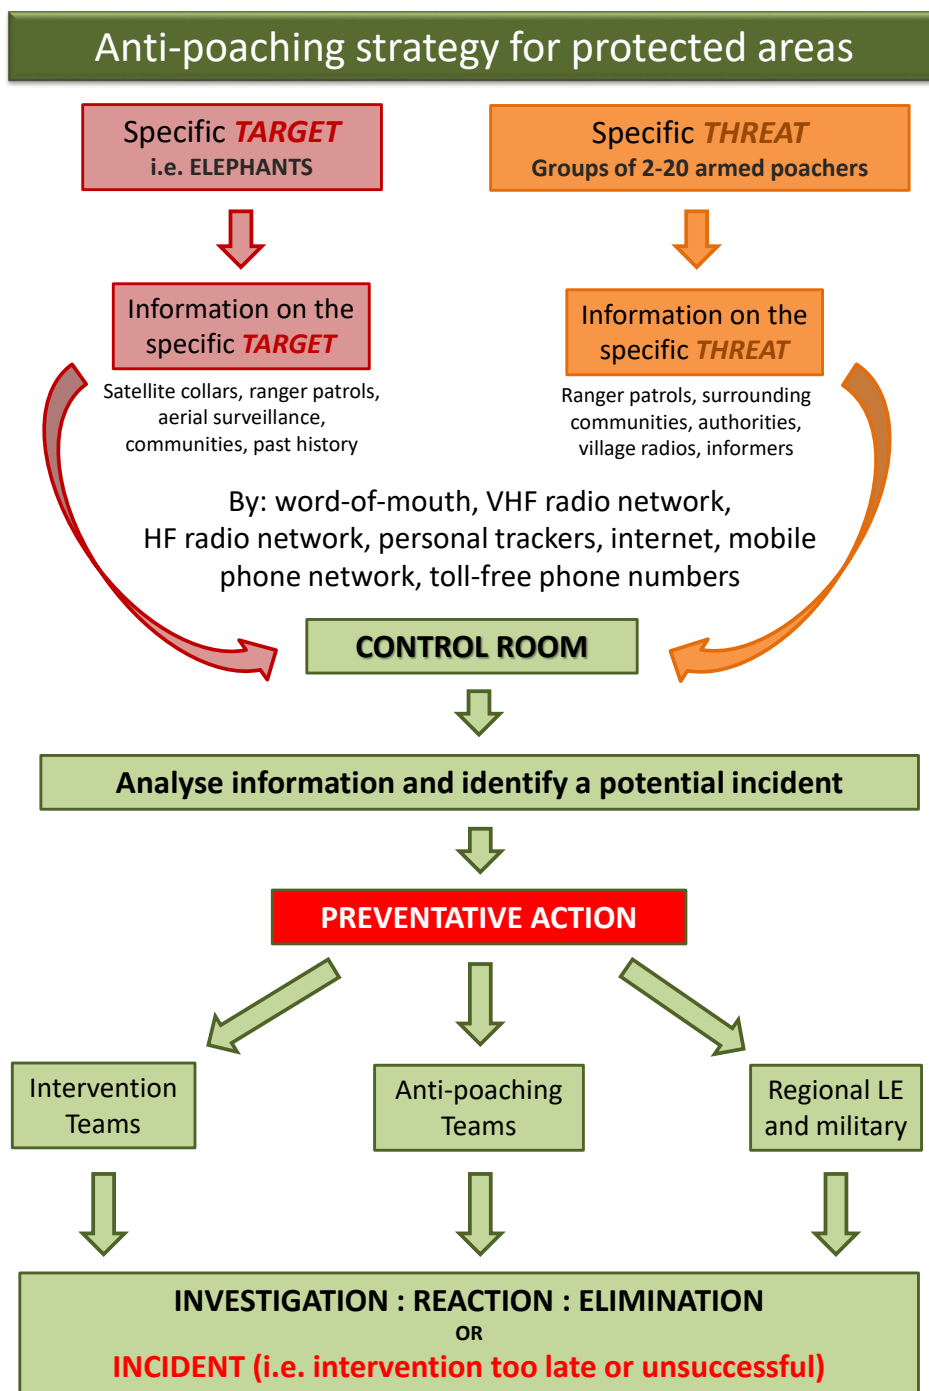 Anti-poaching strategy for protected areas
Specific TARGET
i.e. ELEPHANTS
Specific THREAT
Groups of 2-20 armed poachers
Information on the
specific TARGET
Information on the
specific THREAT
Satellite collars, ranger patrols,
aerial surveillance,
communities, past history
Ranger patrols, surrounding
communities, authorities,
village radios, informers
By: word-of-mouth, VHF radio network,
HF radio network, personal trackers, internet, mobile
phone network, toll-free phone numbers
CONTROL ROOM
Analyse information and identify a potential incident
PREVENTATIVE ACTION
Intervention
Teams
Anti-poaching
Teams
Regional LE
and military
INVESTIGATION : REACTION : ELIMINATION
OR
INCIDENT (i.e. intervention too late or unsuccessful)